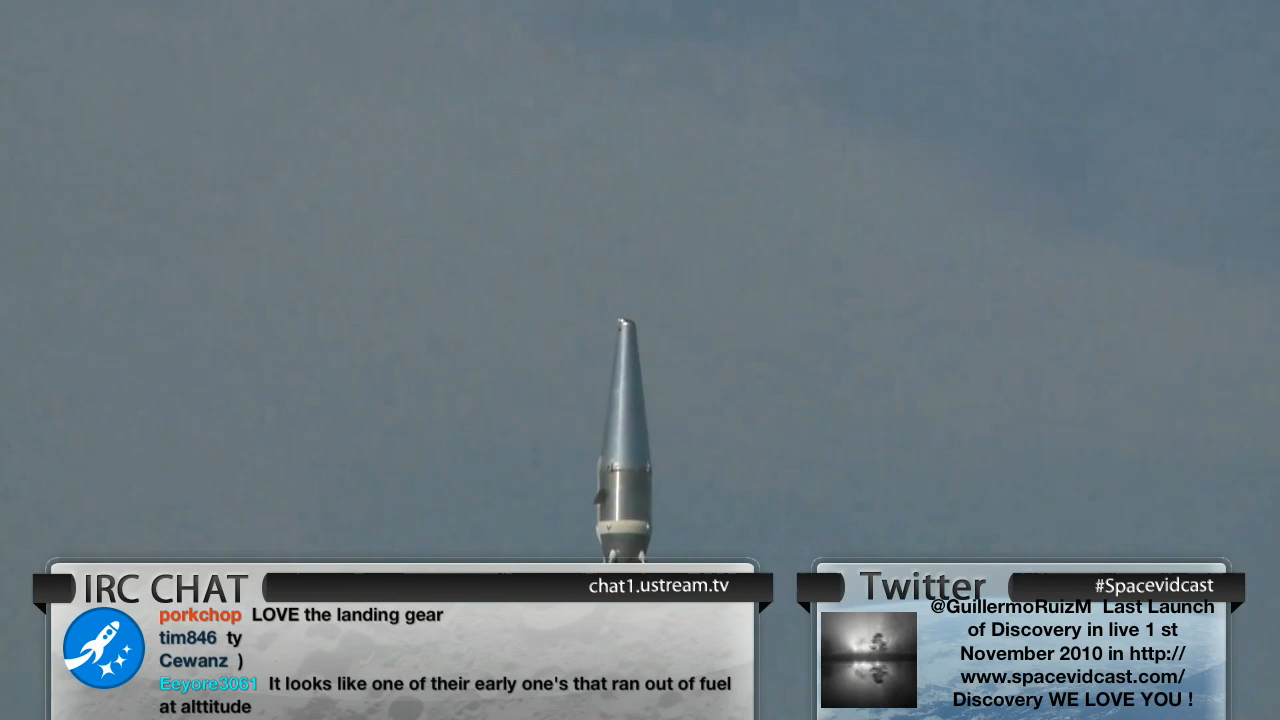 IRC CHAT
chat1.ustream.tv
porkchop LOVE the landing gear
tim846 ty
Cewanz )
Eeyore3061 It looks like one of their early one's that ran out of fuel
at alttitude
Twitter
#Spacevidcast
@GuillermoRuizM Last Launch
of Discovery in live 1 st
November 2010 in http://
www.spacevidcast.com/
Discovery WE LOVE YOU !